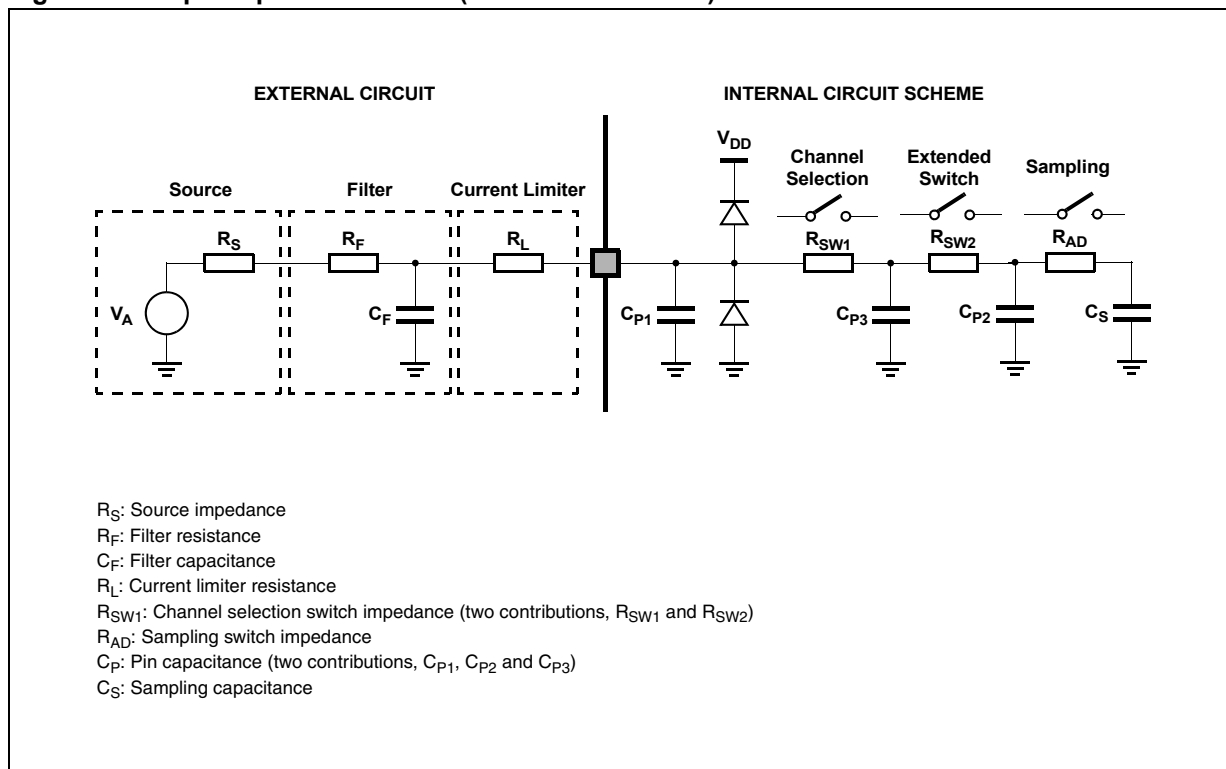 EXTERNAL CIRCUIT
INTERNAL CIRCUIT SCHEME
VDD
Channel
Selection
Extended
Switch
Sampling
Source
Filter
Current Limiter
RS
RF
RL
RSW1
RSW2
RAD
VA
CF
CP1
CP3
CP2
CS
RS: Source impedance
RF: Filter resistance
CF: Filter capacitance
RL: Current limiter resistance
RSW1: Channel selection switch impedance (two contributions, RSW1 and RSW2)
RAD: Sampling switch impedance
CP: Pin capacitance (two contributions, CP1, CP2 and CP3)
CS: Sampling capacitance